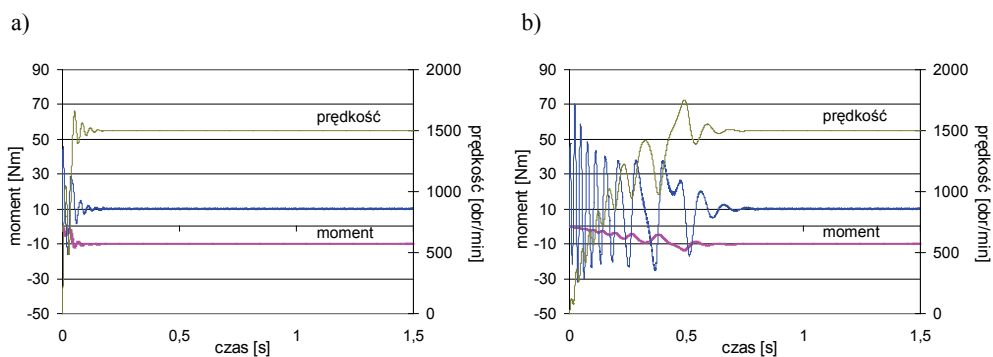 a)
90
70
50
30
10
-10
-30
-50
moment [Nm]
2000
1500
1000
500
0
prędkość [obr/min]
prędkość
moment
0
0,5
1
1,5
czas [s]
b)
90
70
50
30
10
-10
-30
-50
moment [Nm]
2000
1500
1000
500
0
prędkość [obr/min]
prędkość
moment
0
0,5
1
1,5
czas [s]